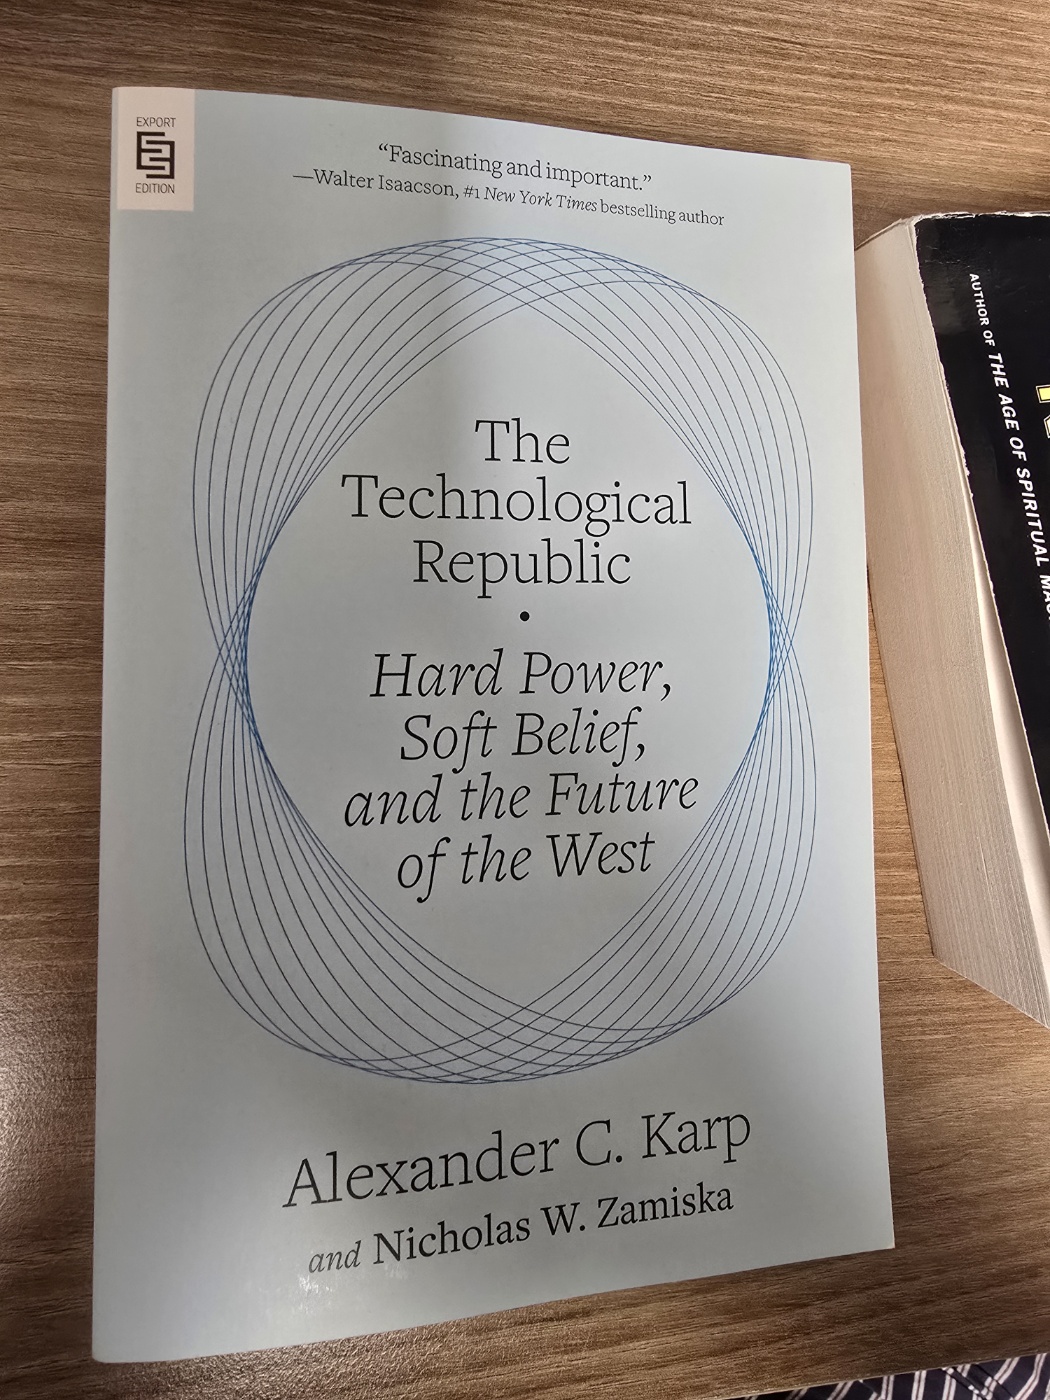 EXPORT
EDITION
“Fascinating and important.”
—Walter Isaacson, #1 New York Times bestselling author
The
Technological
Republic
•
Hard Power,
Soft Belief,
and the Future
of the West
Alexander C. Karp
and Nicholas W. Zamiska
AUTHOR OF THE AGE OF SPIRITUAL